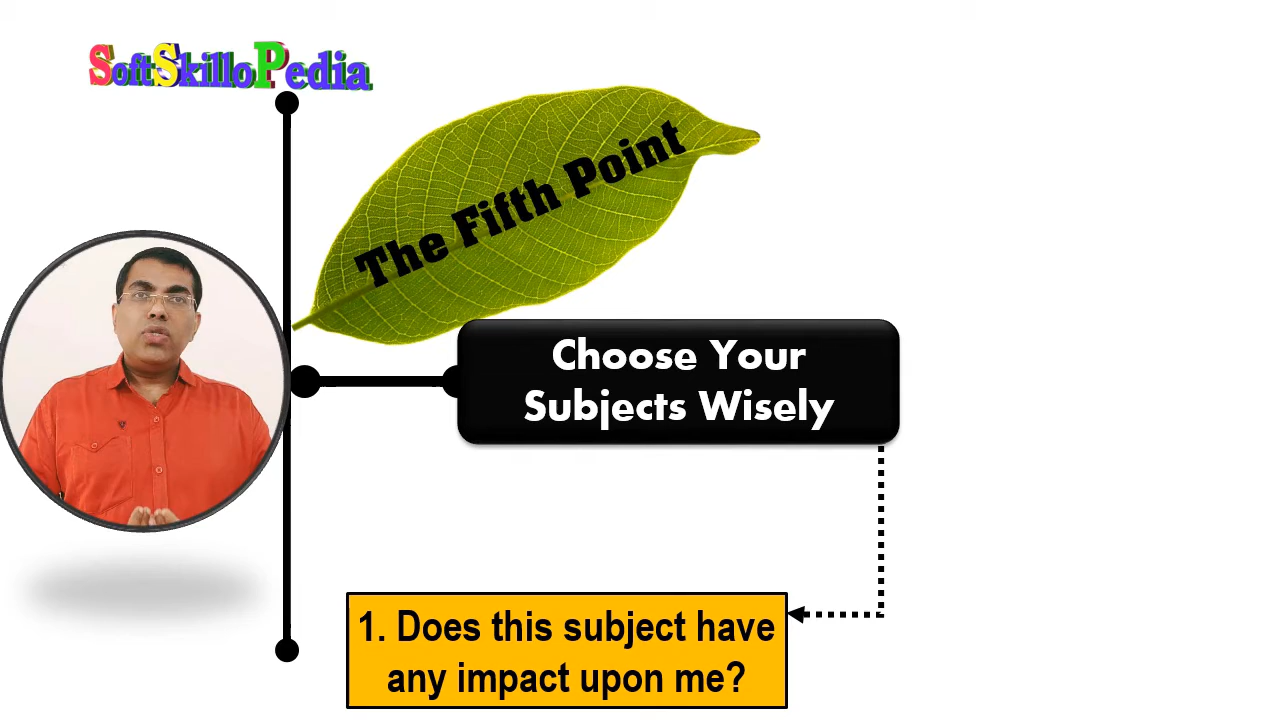 SoftSkilloPedia
The Fifth Point
Choose Your
Subjects Wisely
1. Does this subject have
any impact upon me?